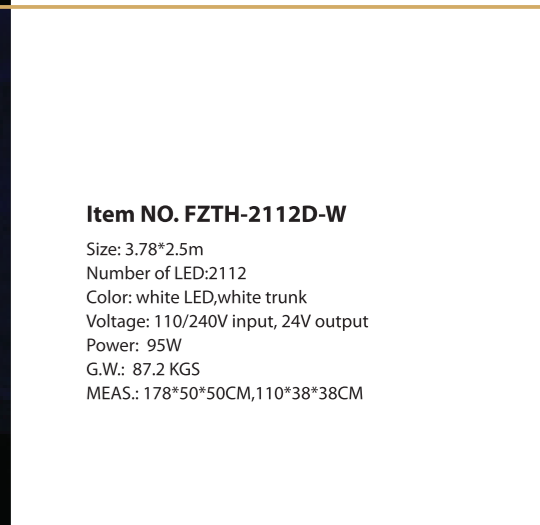 Item NO. FZTH-2112D-W
Size: 3.78*2.5m
Number of LED:2112
Color: white LED,white trunk
Voltage: 110/240V input, 24V output
Power:  95W
G.W.:  87.2 KGS
MEAS.: 178*50*50CM,110*38*38CM